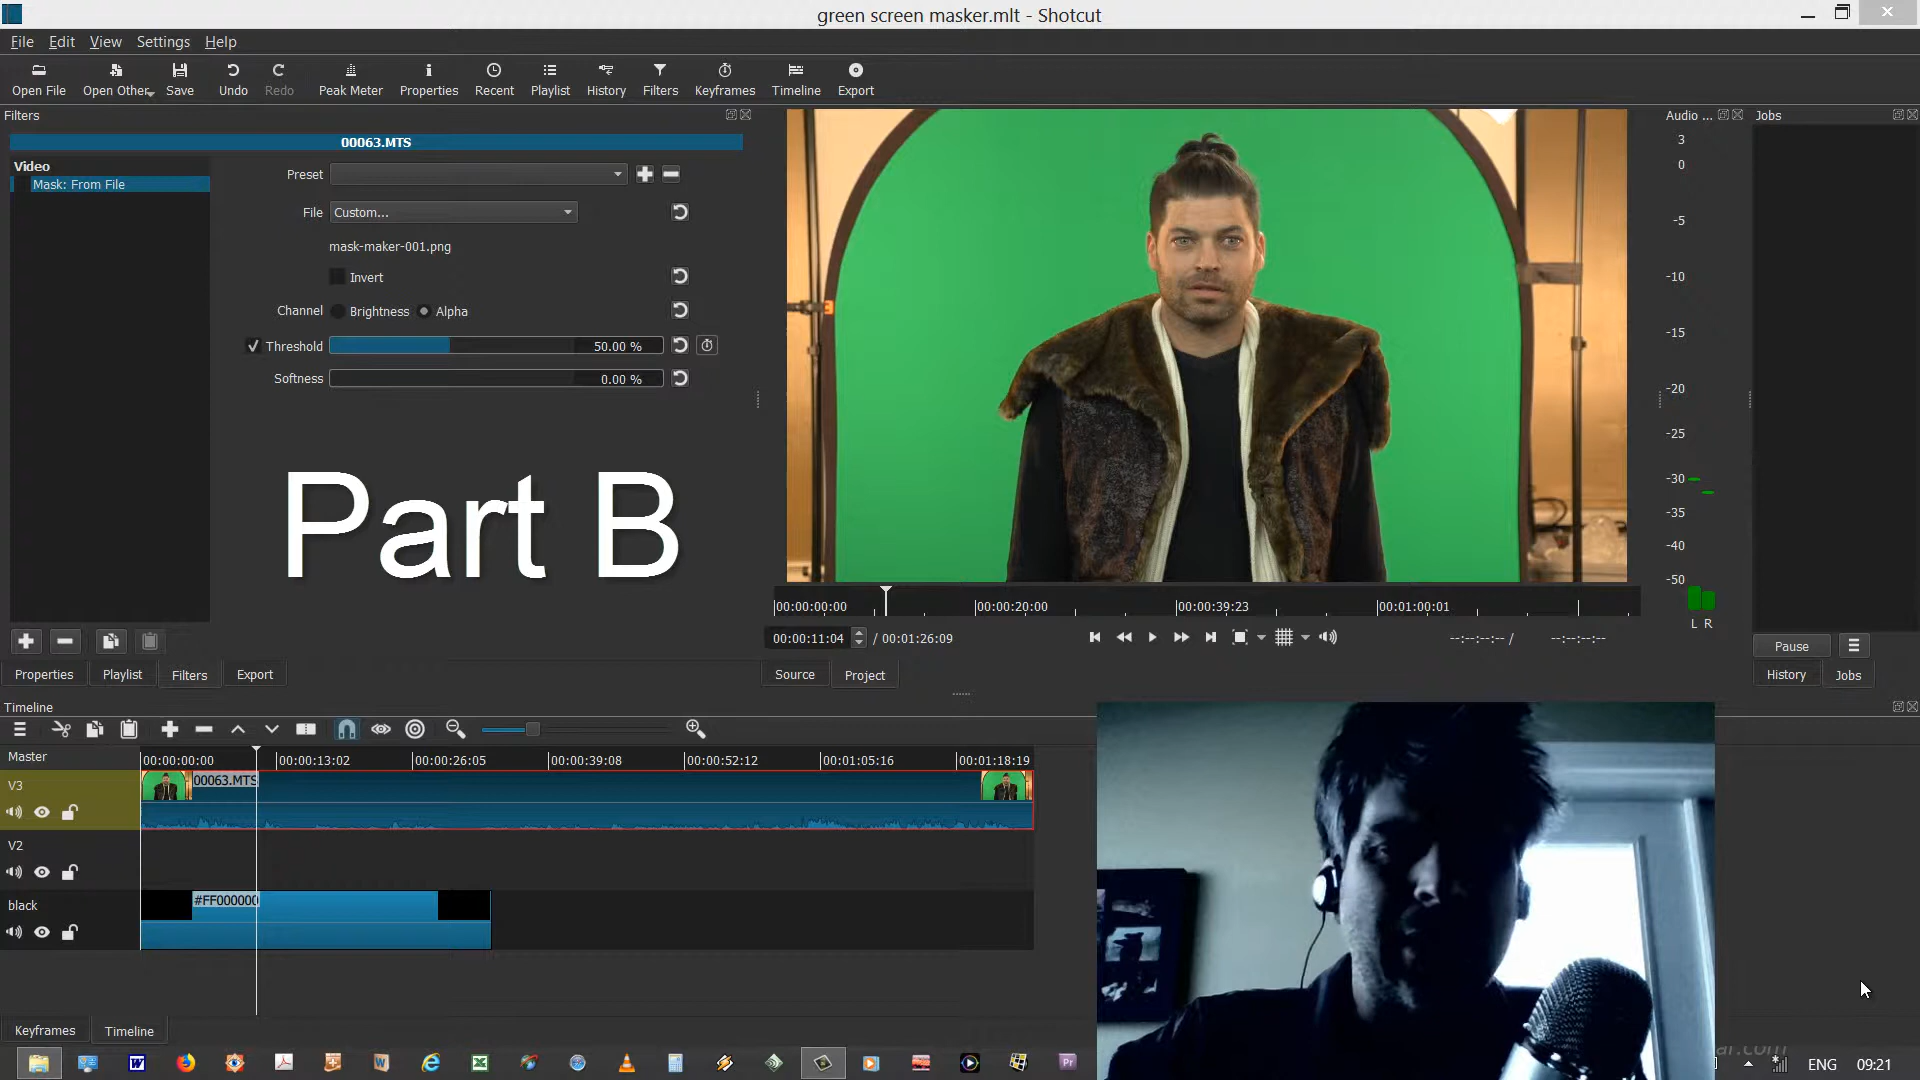 green screen masker.mlt - Shotcut
File Edit View Settings Help
Open File Open Other Save Undo Redo Peak Meter Properties Recent Playlist History Filters Keyframes Timeline Export
Filters
Audio ...
Jobs
00063.MTS
Video
Mask: From File
Preset
File Custom...
mask-maker-001.png
Invert
Channel Brightness Alpha
Threshold 50.00 %
Softness 0.00 %
Part B
3
0
-5
-10
-15
-20
-25
-30
-35
-40
-50
L R
00:00:00:00 00:00:20:00 00:00:39:23 00:01:00:01
00:00:11:04 / 00:01:26:09 --:--:--:-- / --:--:--:--
Pause
Properties Playlist Filters Export
Source Project
History Jobs
Timeline
Master
00:00:00:00 00:00:13:02 00:00:26:05 00:00:39:08 00:00:52:12 00:01:05:16 00:01:18:19
V3
00063.MTS
V2
black
#FF000000
Keyframes Timeline
Pr
ENG 09:21